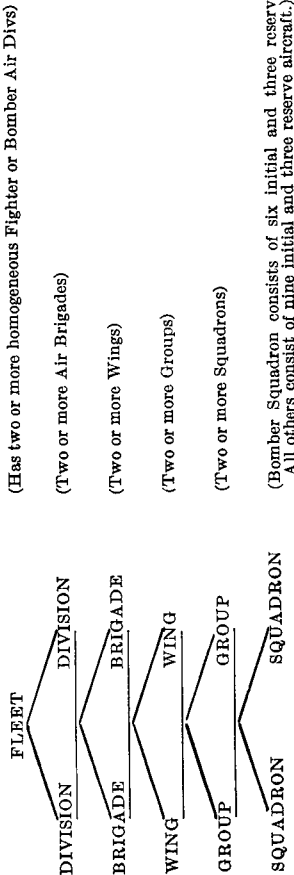 FLEET (Has two or more homogeneous Fighter or Bomber Air Divs)
DIVISION DIVISION (Two or more Air Brigades)
BRIGADE BRIGADE (Two or more Wings)
WING WING (Two or more Groups)
GROUP GROUP (Two or more Squadrons)
SQUADRON SQUADRON (Bomber Squadron consists of six initial and three reserv
All others consist of nine initial and three reserve aircraft.)